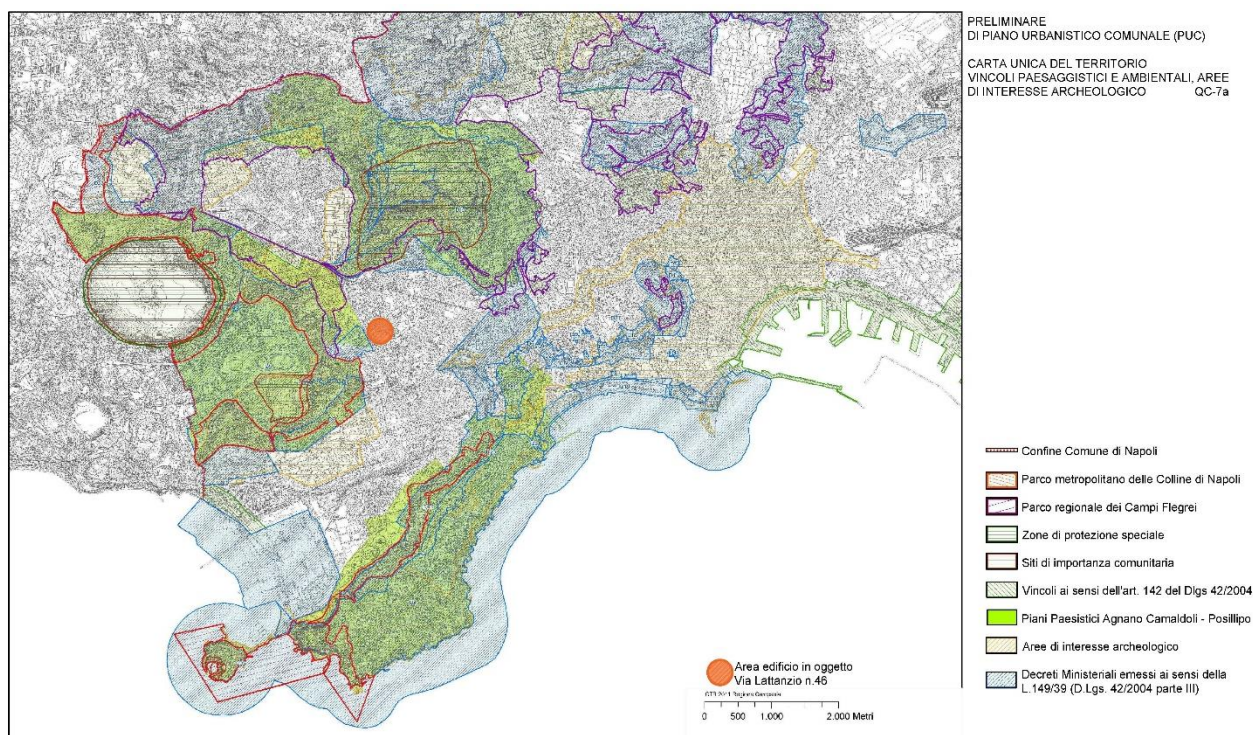 PRELIMINARE
DI PIANO URBANISTICO COMUNALE (PUC)
CARTA UNICA DEL TERRITORIO
VINCOLI PAESAGGISTICI E AMBIENTALI, AREE
DI INTERESSE ARCHEOLOGICO QC-7a
Confine Comune di Napoli
Parco metropolitano delle Colline di Napoli
Parco regionale dei Campi Flegrei
Zone di protezione speciale
Siti di importanza comunitaria
Vincoli ai sensi dell'art. 142 del Dlgs 42/2004
Piani Paesistici Agnano Camaldoli - Posillipo
Aree di interesse archeologico
Decreti Ministeriali emessi ai sensi della
L.149/39 (D.Lgs. 42/2004 parte III)
Area edificio in oggetto
Via Lattanzio n.46
CTR 2011 Regione Campania
0 500 1.000 2.000 Metri